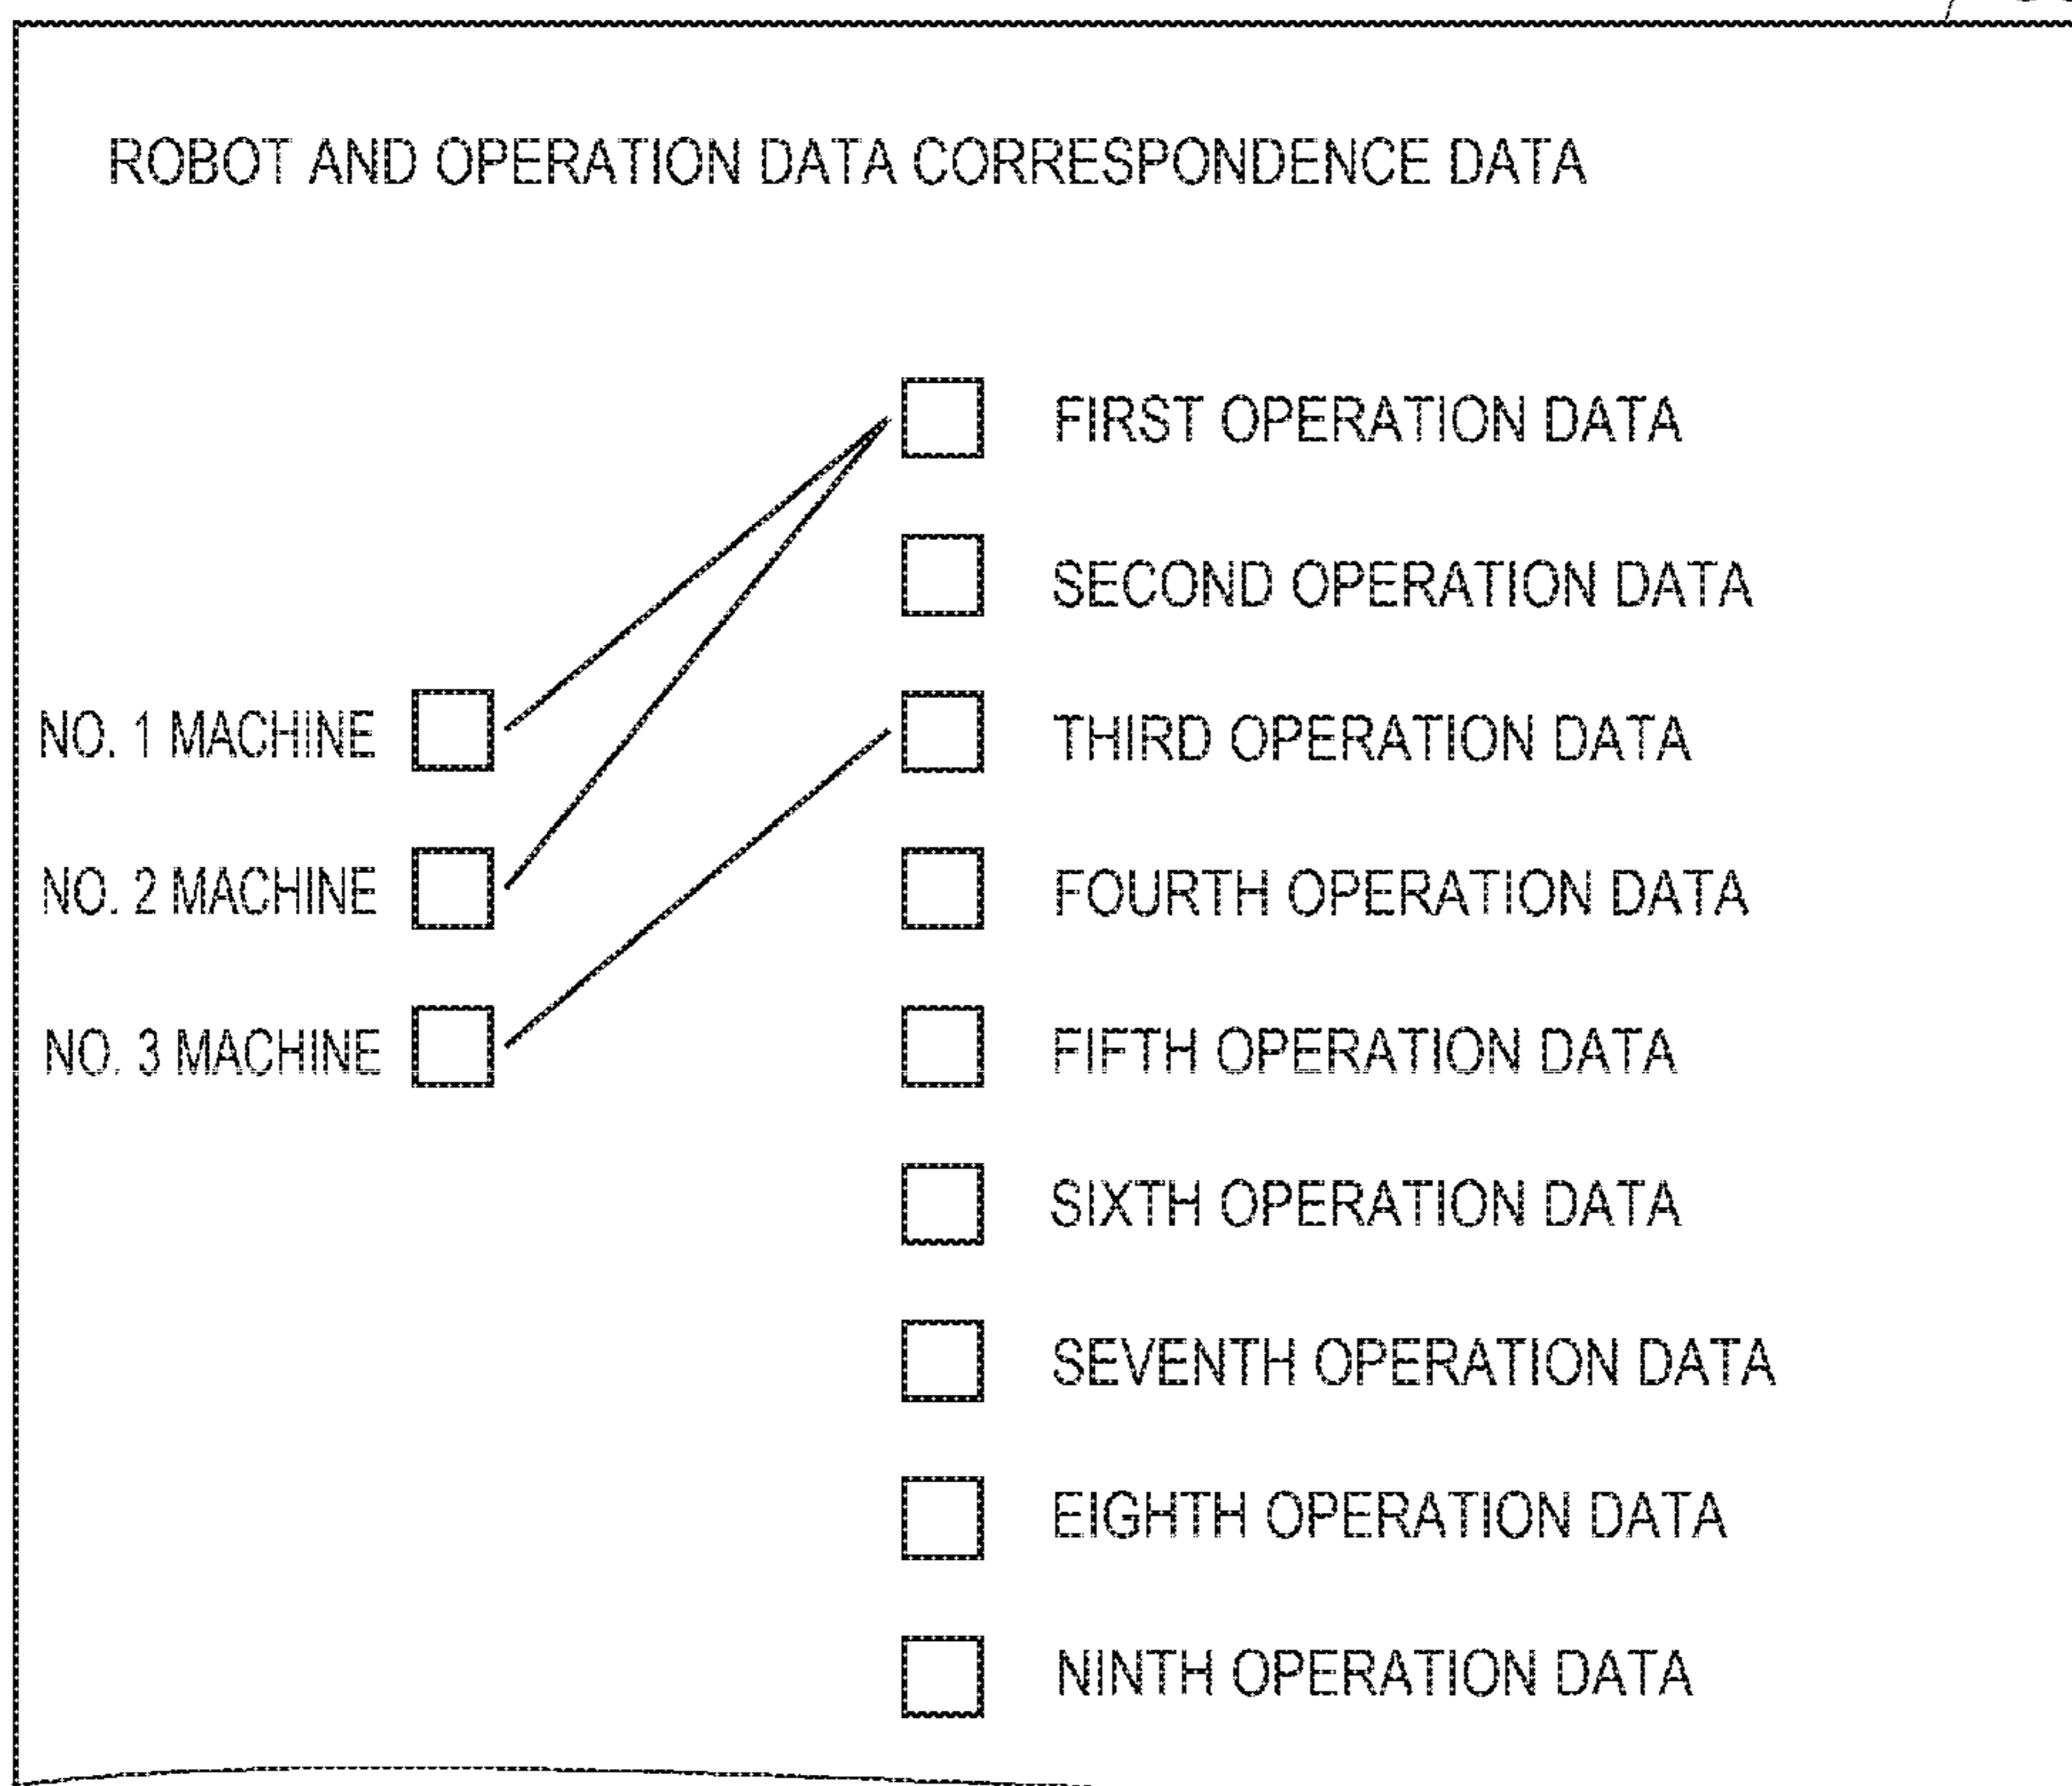 ROBOT AND OPERATION DATA CORRESPONDENCE DATA
FIRST OPERATION DATA
SECOND OPERATION DATA
NO. 1 MACHINE THIRD OPERATION DATA
NO. 2 MACHINE FOURTH OPERATION DATA
NO. 3 MACHINE FIFTH OPERATION DATA
SIXTH OPERATION DATA
SEVENTH OPERATION DATA
EIGHTH OPERATION DATA
NINTH OPERATION DATA